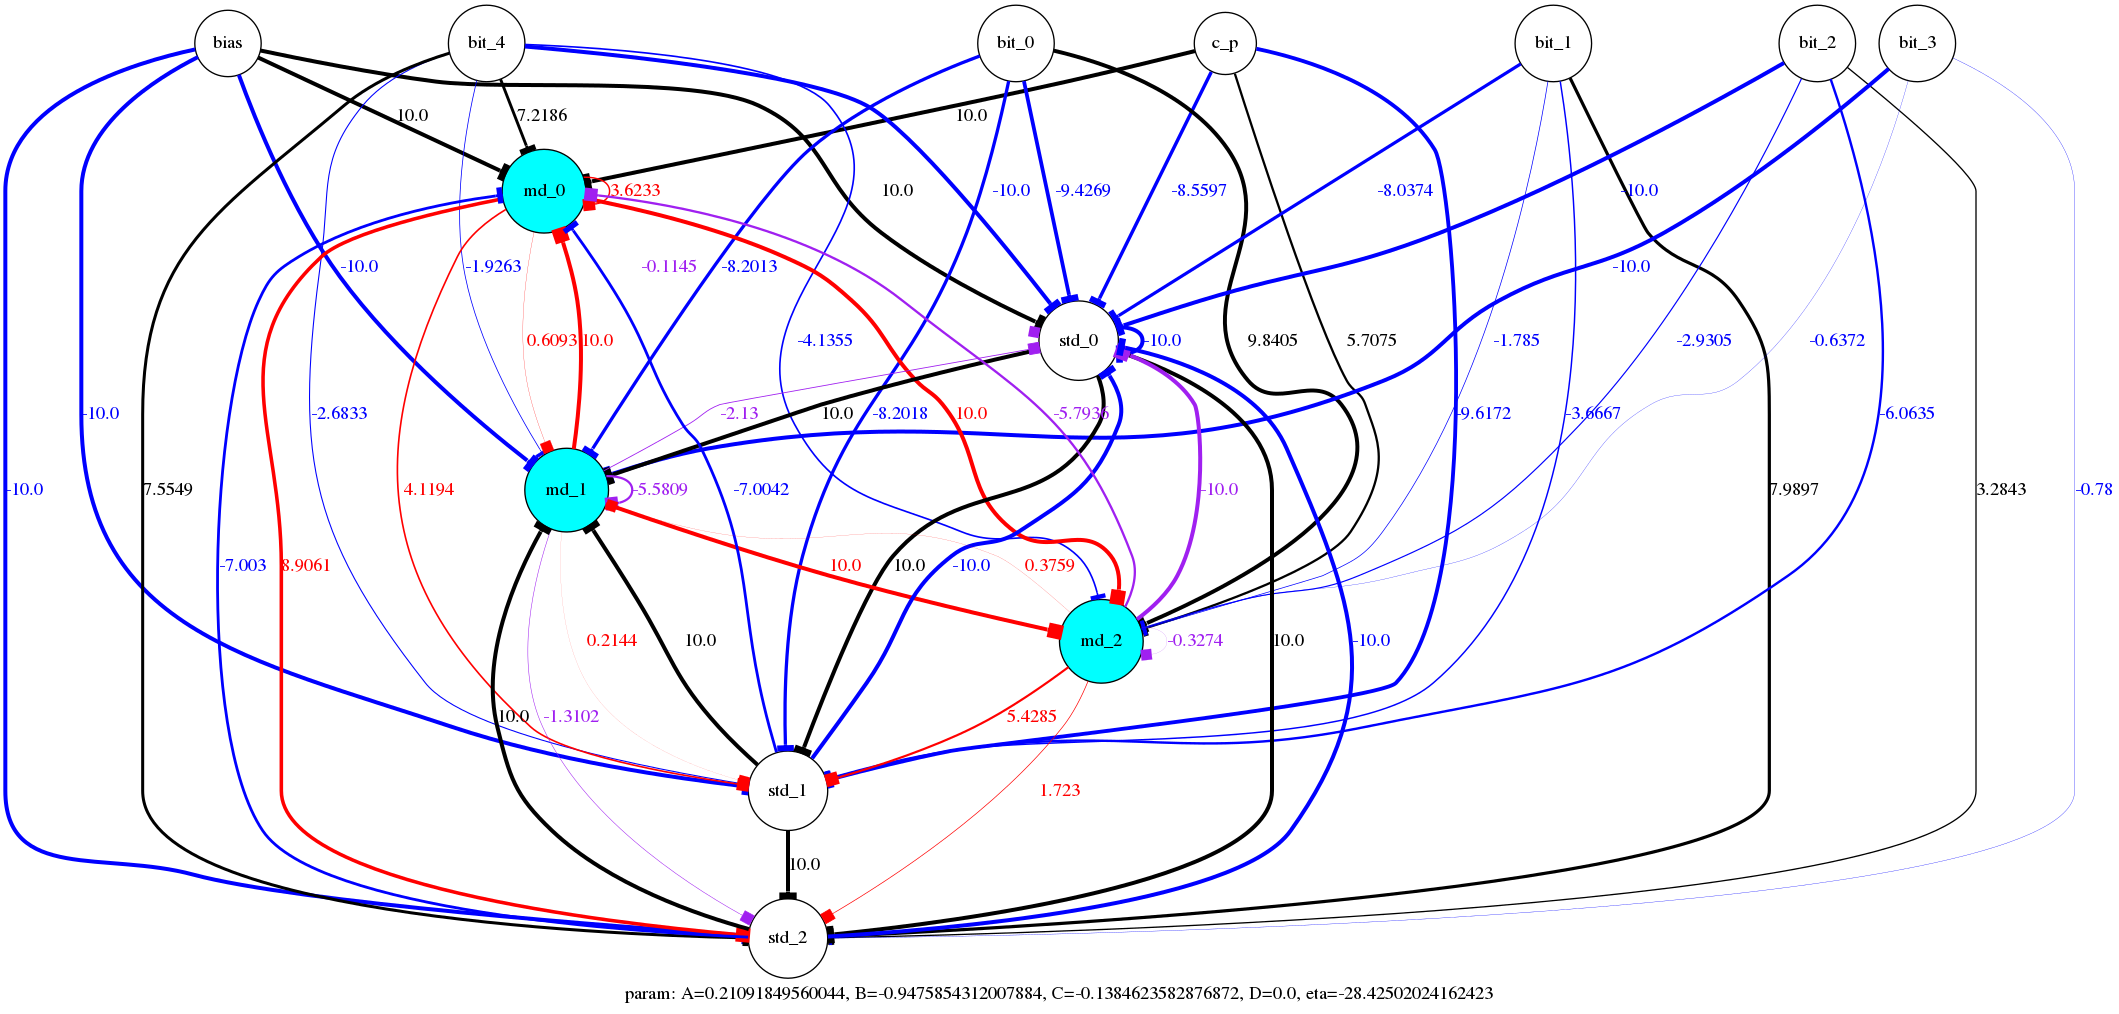 bias bit_4 bit_0 c_p bit_1 bit_2 bit_3
10.0 7.2186 10.0
md_0 3.6233 10.0 -10.0 -9.4269 -8.5597 -8.0374 -10.0
-10.0 -1.9263 -0.1145 -8.2013 -10.0
0.6093 10.0 -4.1355 std_0 -10.0 9.8405 5.7075 -1.785 -2.9305 -0.6372
-10.0 -2.6833 -2.13 10.0 -8.2018 10.0 -9.6172 -3.6667 -6.0635
-10.0 7.5549 4.1194 md_1 -5.5809 -7.0042 -10.0 7.9897 3.2843 -0.78
-7.003 8.9061 10.0 10.0 -10.0 0.3759
0.2144 10.0 md_2 -0.3274 10.0 -10.0
10.0 -1.3102 5.4285
std_1 1.723
10.0
std_2
param: A=0.21091849560044, B=-0.9475854312007884, C=-0.1384623582876872, D=0.0, eta=-28.42502024162423